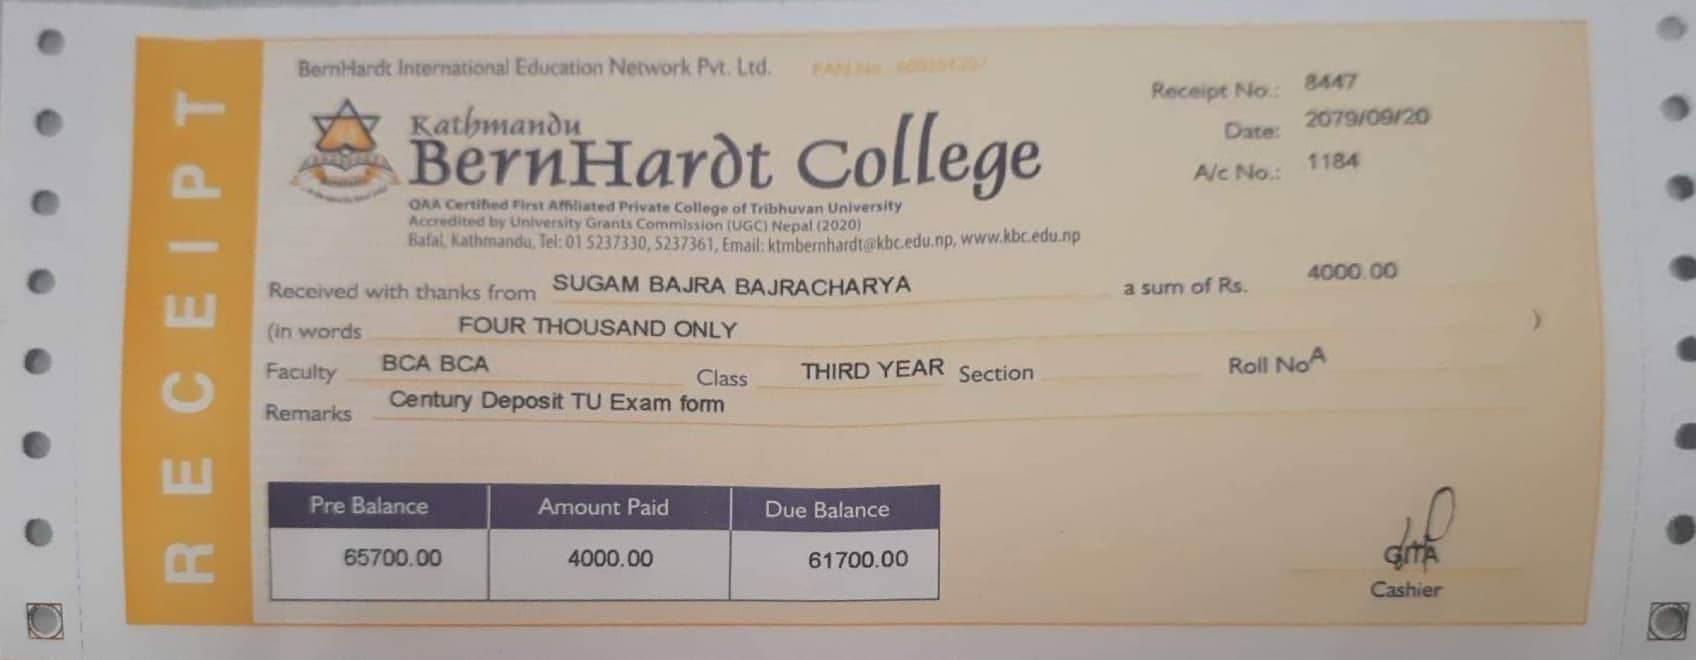 RECEIPT
BernHardt International Education Network Pvt. Ltd. PAN No.
Receipt No.: 8447
Date: 2079/09/20
A/c No.: 1184
Kathmandu
BernHardt College
QAA Certified First Affiliated Private College of Tribhuvan University
Accredited by University Grants Commission (UGC) Nepal (2020)
Bafal, Kathmandu, Tel: 01 5237330, 5237361, Email: ktmbernhardt@kbc.edu.np, www.kbc.edu.np
Received with thanks from SUGAM BAJRA BAJRACHARYA a sum of Rs. 4000.00
(in words FOUR THOUSAND ONLY )
Faculty BCA BCA Class THIRD YEAR Section Roll No A
Remarks Century Deposit TU Exam form
Pre Balance Amount Paid Due Balance
65700.00 4000.00 61700.00
GITA
Cashier